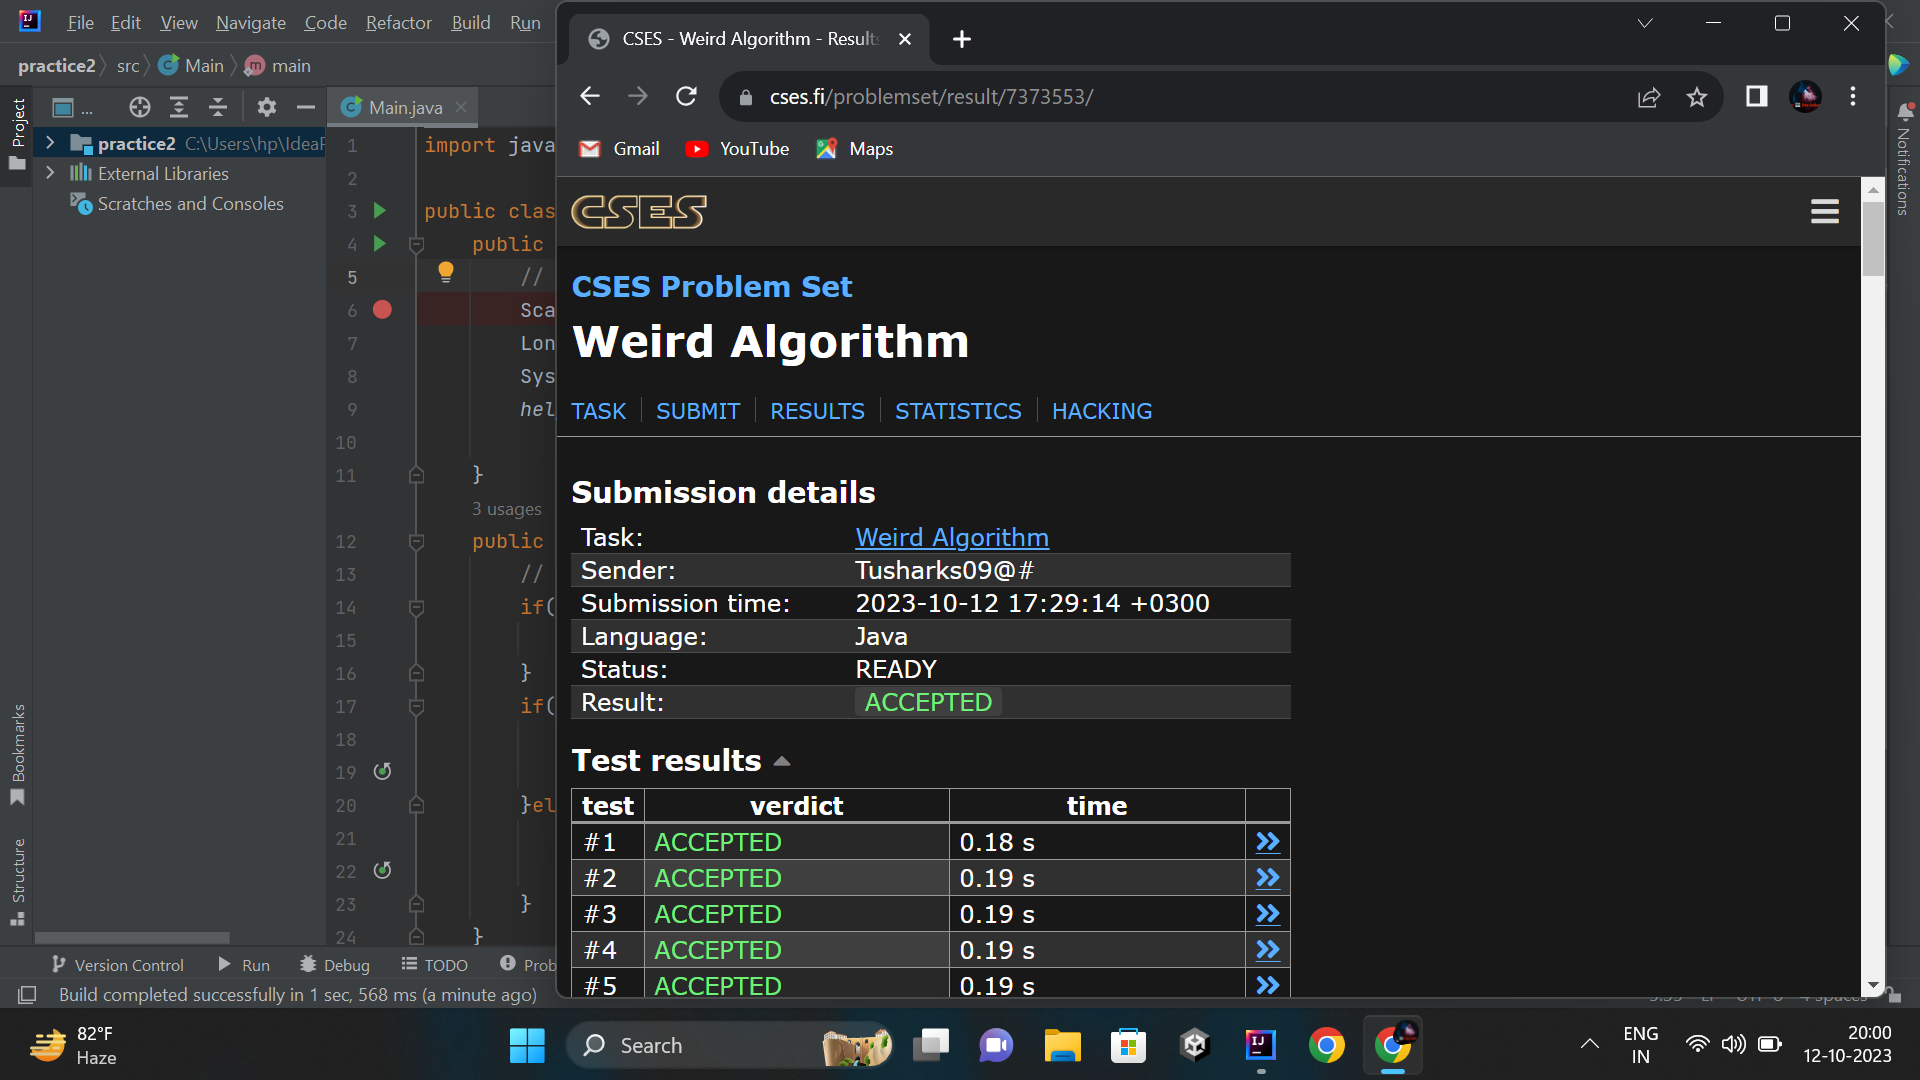 File Edit View Navigate Code Refactor Build Run
practice2 src Main main
Project
...
Main.java
practice2 C:\Users\hp\IdeaP
External Libraries
Scratches and Consoles
1 import java
2
3 public clas
4 public
5 //
6 Sca
7 Lon
8 Sys
9 hel
10
11 }
3 usages
12 public
13 //
14 if(
15
16 }
17 if(
18
19
20 }el
21
22
23 }
24 }
Bookmarks
Structure
Version Control Run Debug TODO Prob
Build completed successfully in 1 sec, 568 ms (a minute ago)
CSES - Weird Algorithm - Results
cses.fi/problemset/result/7373553/
Gmail YouTube Maps
Notifications
CSES
CSES Problem Set
Weird Algorithm
TASK SUBMIT RESULTS STATISTICS HACKING
Submission details
Task: Weird Algorithm
Sender: Tusharks09@#
Submission time: 2023-10-12 17:29:14 +0300
Language: Java
Status: READY
Result: ACCEPTED
Test results
test verdict time
#1 ACCEPTED 0.18 s
#2 ACCEPTED 0.19 s
#3 ACCEPTED 0.19 s
#4 ACCEPTED 0.19 s
#5 ACCEPTED 0.19 s
82°F
Haze
Search
ENG
IN
20:00
12-10-2023